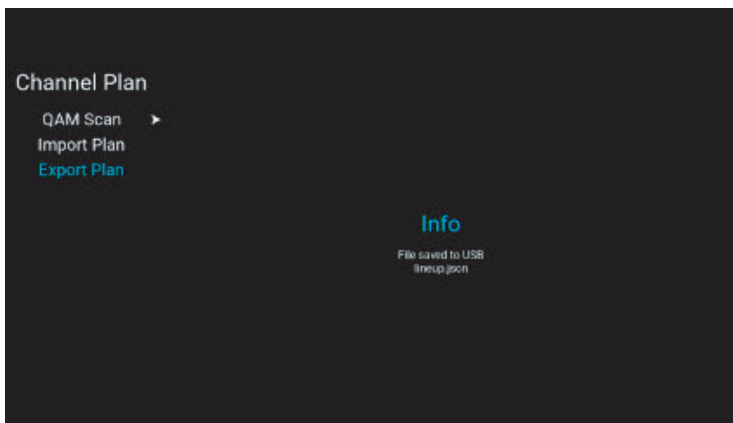 Channel Plan
QAM Scan
Import Plan
Export Plan
Info
File saved to USB
lineup.json